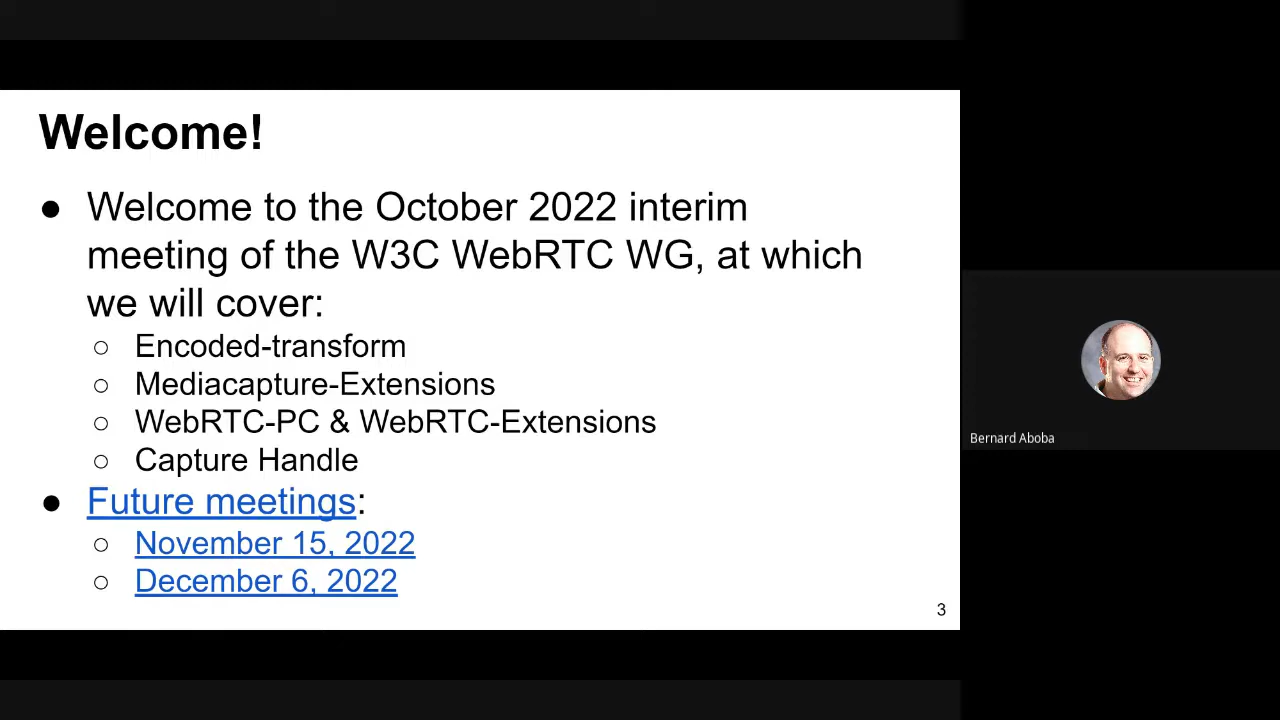 Welcome!
● Welcome to the October 2022 interim
meeting of the W3C WebRTC WG, at which
we will cover:
○ Encoded-transform
○ Mediacapture-Extensions
○ WebRTC-PC & WebRTC-Extensions
○ Capture Handle
● Future meetings:
○ November 15, 2022
○ December 6, 2022
3
Bernard Aboba